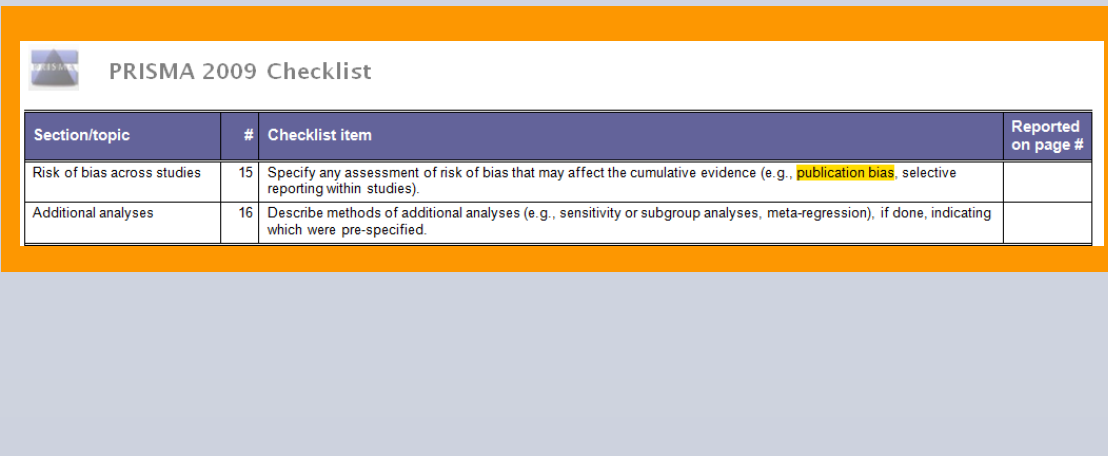 PRISMA
PRISMA 2009 Checklist
Section/topic # Checklist item Reported on page #
Risk of bias across studies 15 Specify any assessment of risk of bias that may affect the cumulative evidence (e.g., publication bias, selective
reporting within studies).
Additional analyses 16 Describe methods of additional analyses (e.g., sensitivity or subgroup analyses, meta-regression), if done, indicating
which were pre-specified.